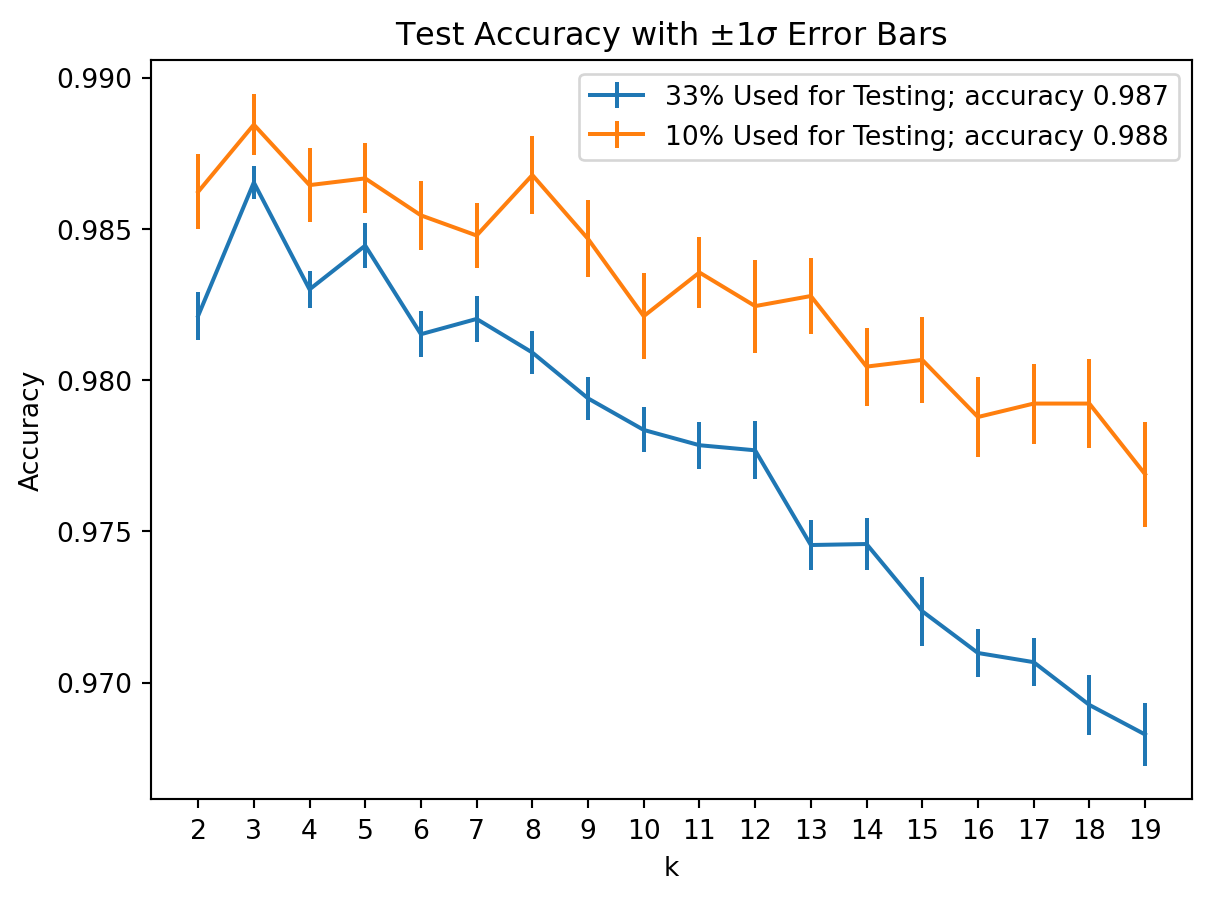 Test Accuracy with ±1σ Error Bars
33% Used for Testing; accuracy 0.987
10% Used for Testing; accuracy 0.988
Accuracy
0.990
0.985
0.980
0.975
0.970
2 3 4 5 6 7 8 9 10 11 12 13 14 15 16 17 18 19
k